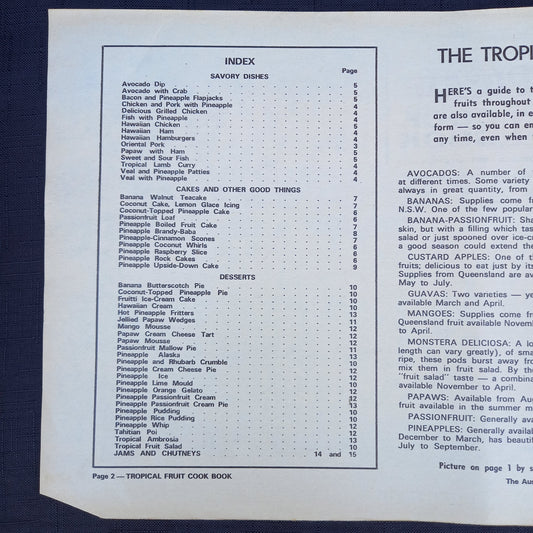 INDEX
Page
SAVORY DISHES
Avocado Dip 5
Avocado with Crab 5
Bacon and Pineapple Flapjacks 5
Chicken and Pork with Pineapple 4
Delicious Grilled Chicken 4
Fish with Pineapple 4
Hawaiian Chicken 5
Hawaiian Ham 4
Hawaiian Hamburgers 4
Oriental Pork 3
Papaw with Ham 5
Sweet and Sour Fish 5
Tropical Lamb Curry 4
Veal and Pineapple Patties 4
Veal with Pineapple 4
CAKES AND OTHER GOOD THINGS
Banana Walnut Teacake 7
Coconut Cake, Lemon Glace Icing 7
Coconut-Topped Pineapple Cake 6
Passionfruit Loaf 6
Pineapple Boiled Fruit Cake 7
Pineapple Brandy-Baba 8
Pineapple-Cinnamon Scones 7
Pineapple Coconut Whirls 6
Pineapple Raspberry Slice 6
Pineapple Rock Cakes 6
Pineapple Upside-Down Cake 9
DESSERTS
Banana Butterscotch Pie 10
Coconut-Topped Pineapple Pie 10
Fruitti Ice-Cream Cake 10
Hawaiian Cream 10
Hot Pineapple Fritters 13
Jellied Papaw Wedges 11
Mango Mousse 12
Papaw Cream Cheese Tart 12
Papaw Mousse 12
Passionfruit Mallow Pie 11
Pineapple Alaska 13
Pineapple and Rhubarb Crumble 13
Pineapple Cream Cheese Pie 12
Pineapple Ice 12
Pineapple Lime Mould 10
Pineapple Orange Gelato 12
Pineapple Passionfruit Cream 12
Pineapple Passionfruit Cream Pie 13
Pineapple Pudding 10
Pineapple Rice Pudding 10
Pineapple Whip 12
Tahitian Poi 12
Tropical Ambrosia 13
Tropical Fruit Salad 10
JAMS AND CHUTNEYS 14 and 15
Page 2 — TROPICAL FRUIT COOK BOOK
THE TROPI
HERE'S a guide to t
fruits throughout
are also available, in e
form — so you can en
any time, even when
AVOCADOS: A number of
at different times. Some variety
always in great quantity, from
BANANAS: Supplies come f
N.S.W. One of the few popular
BANANA-PASSIONFRUIT: Sha
skin, but with a filling which tas
salad or just spooned over ice-c
a good season could extend the
CUSTARD APPLES: One of t
fruits; delicious to eat just by its
Supplies from Queensland are av
May to July.
GUAVAS: Two varieties — ye
available March and April.
MANGOES: Supplies come fr
Queensland fruit available Novem
to April.
MONSTERA DELICIOSA: A lo
length can vary greatly), of sma
ripe, these pods burst away fro
mix them in fruit salad. By th
"fruit salad" taste — a combina
available November to April.
PAPAWS: Available from Au
fruit available in the summer m
PASSIONFRUIT: Generally ava
PINEAPPLES: Generally availa
December to March, has beautif
July to September.
Picture on page 1 by s
The Aus